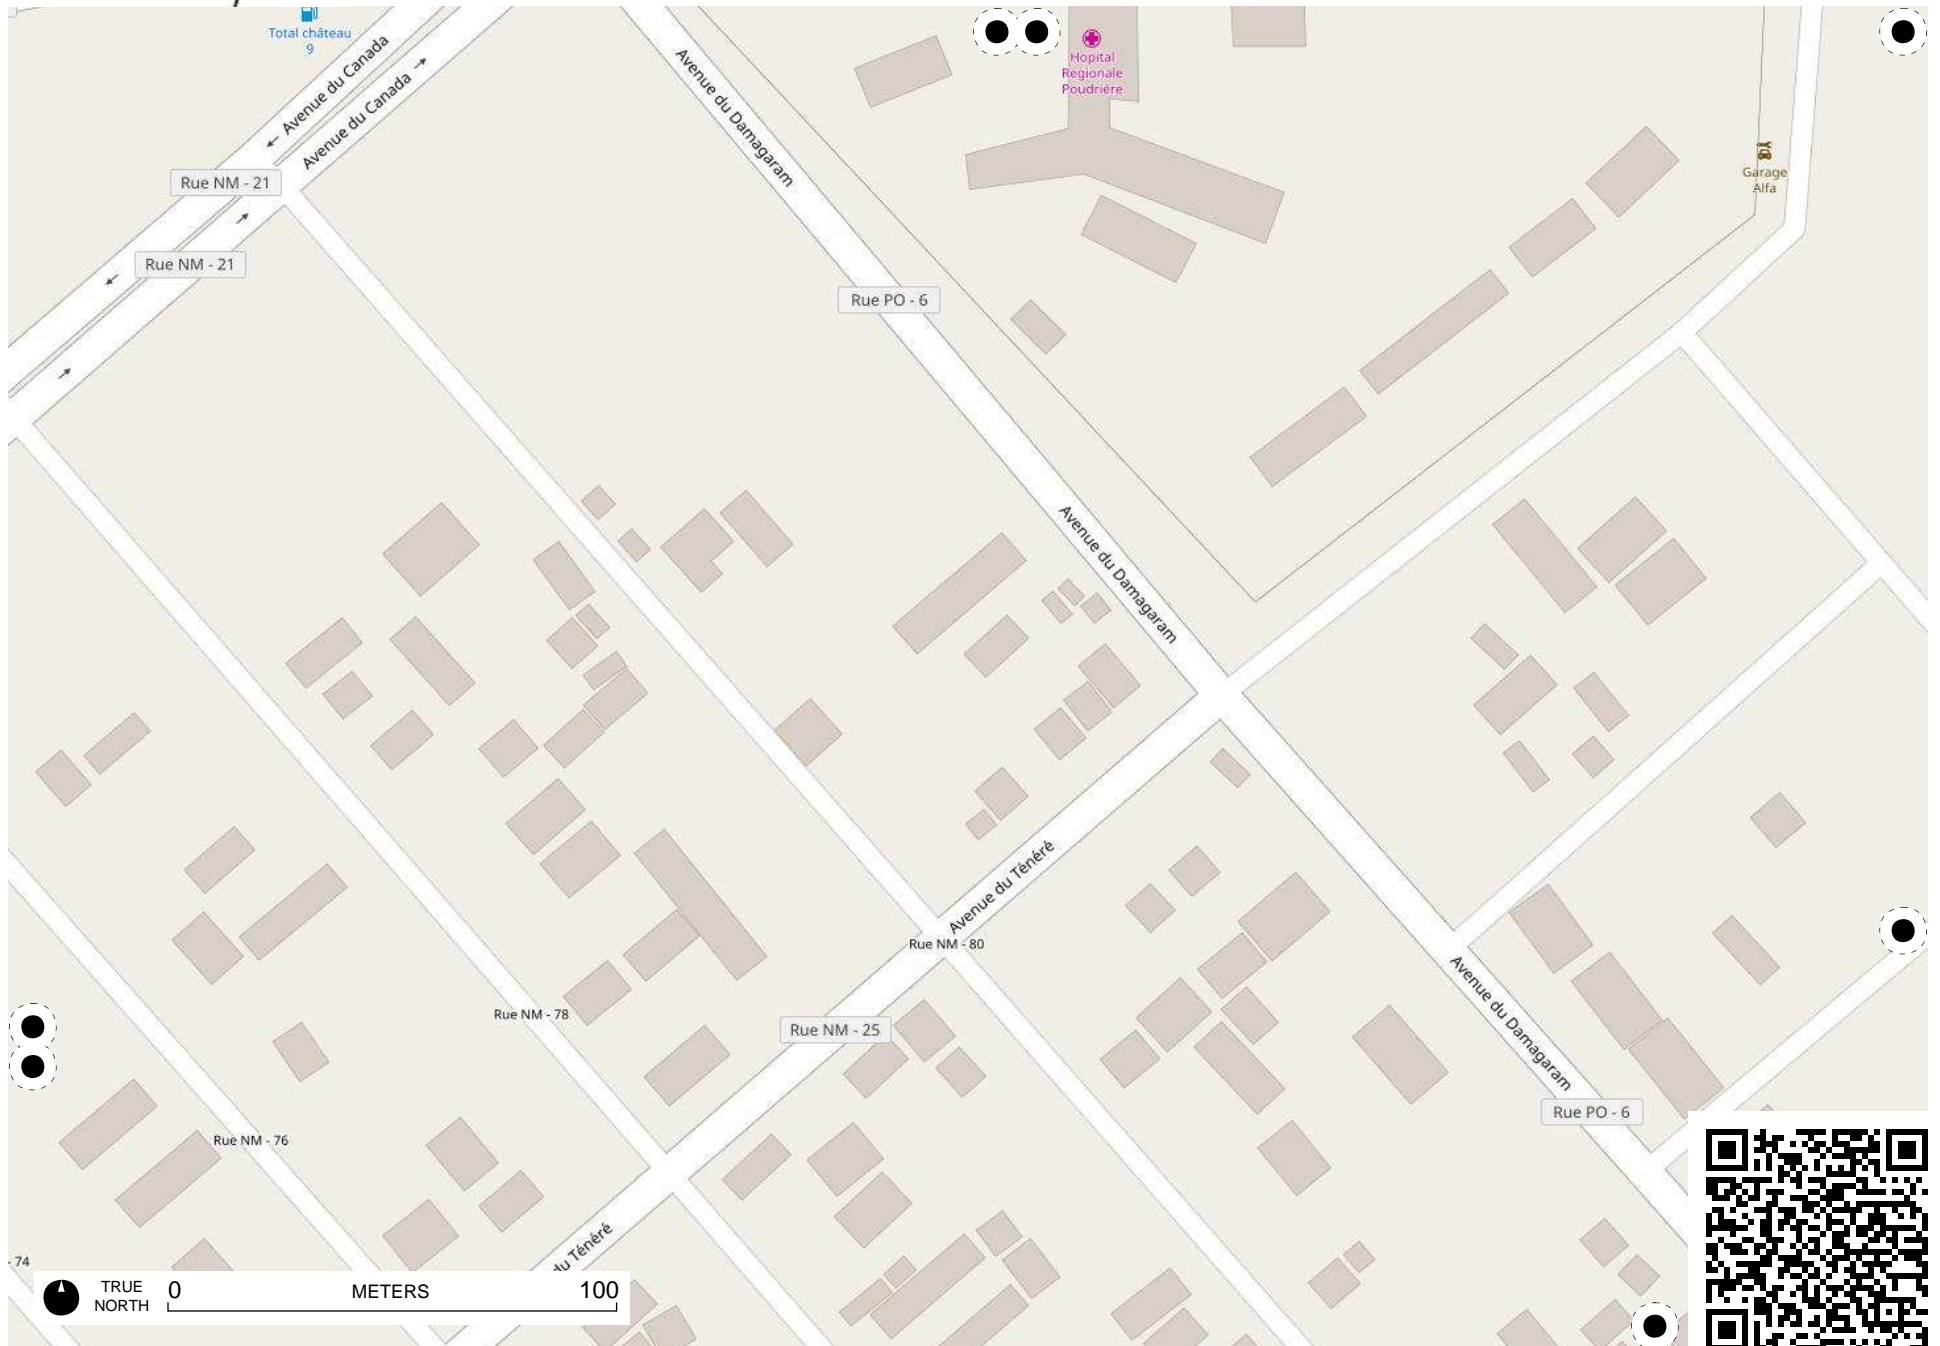 Total château
9
Avenue du Canada
Avenue du Canada
Avenue du Damagaram
Hopital
Regionale
Poudrière
Garage
Alfa
Rue NM - 21
Rue NM - 21
Rue PO - 6
Avenue du Damagaram
Avenue du Ténéré
Rue NM - 80
Rue NM - 78
Rue NM - 25
Avenue du Damagaram
Rue PO - 6
Rue NM - 76
du Ténéré
- 74
TRUE
NORTH
0 METERS 100